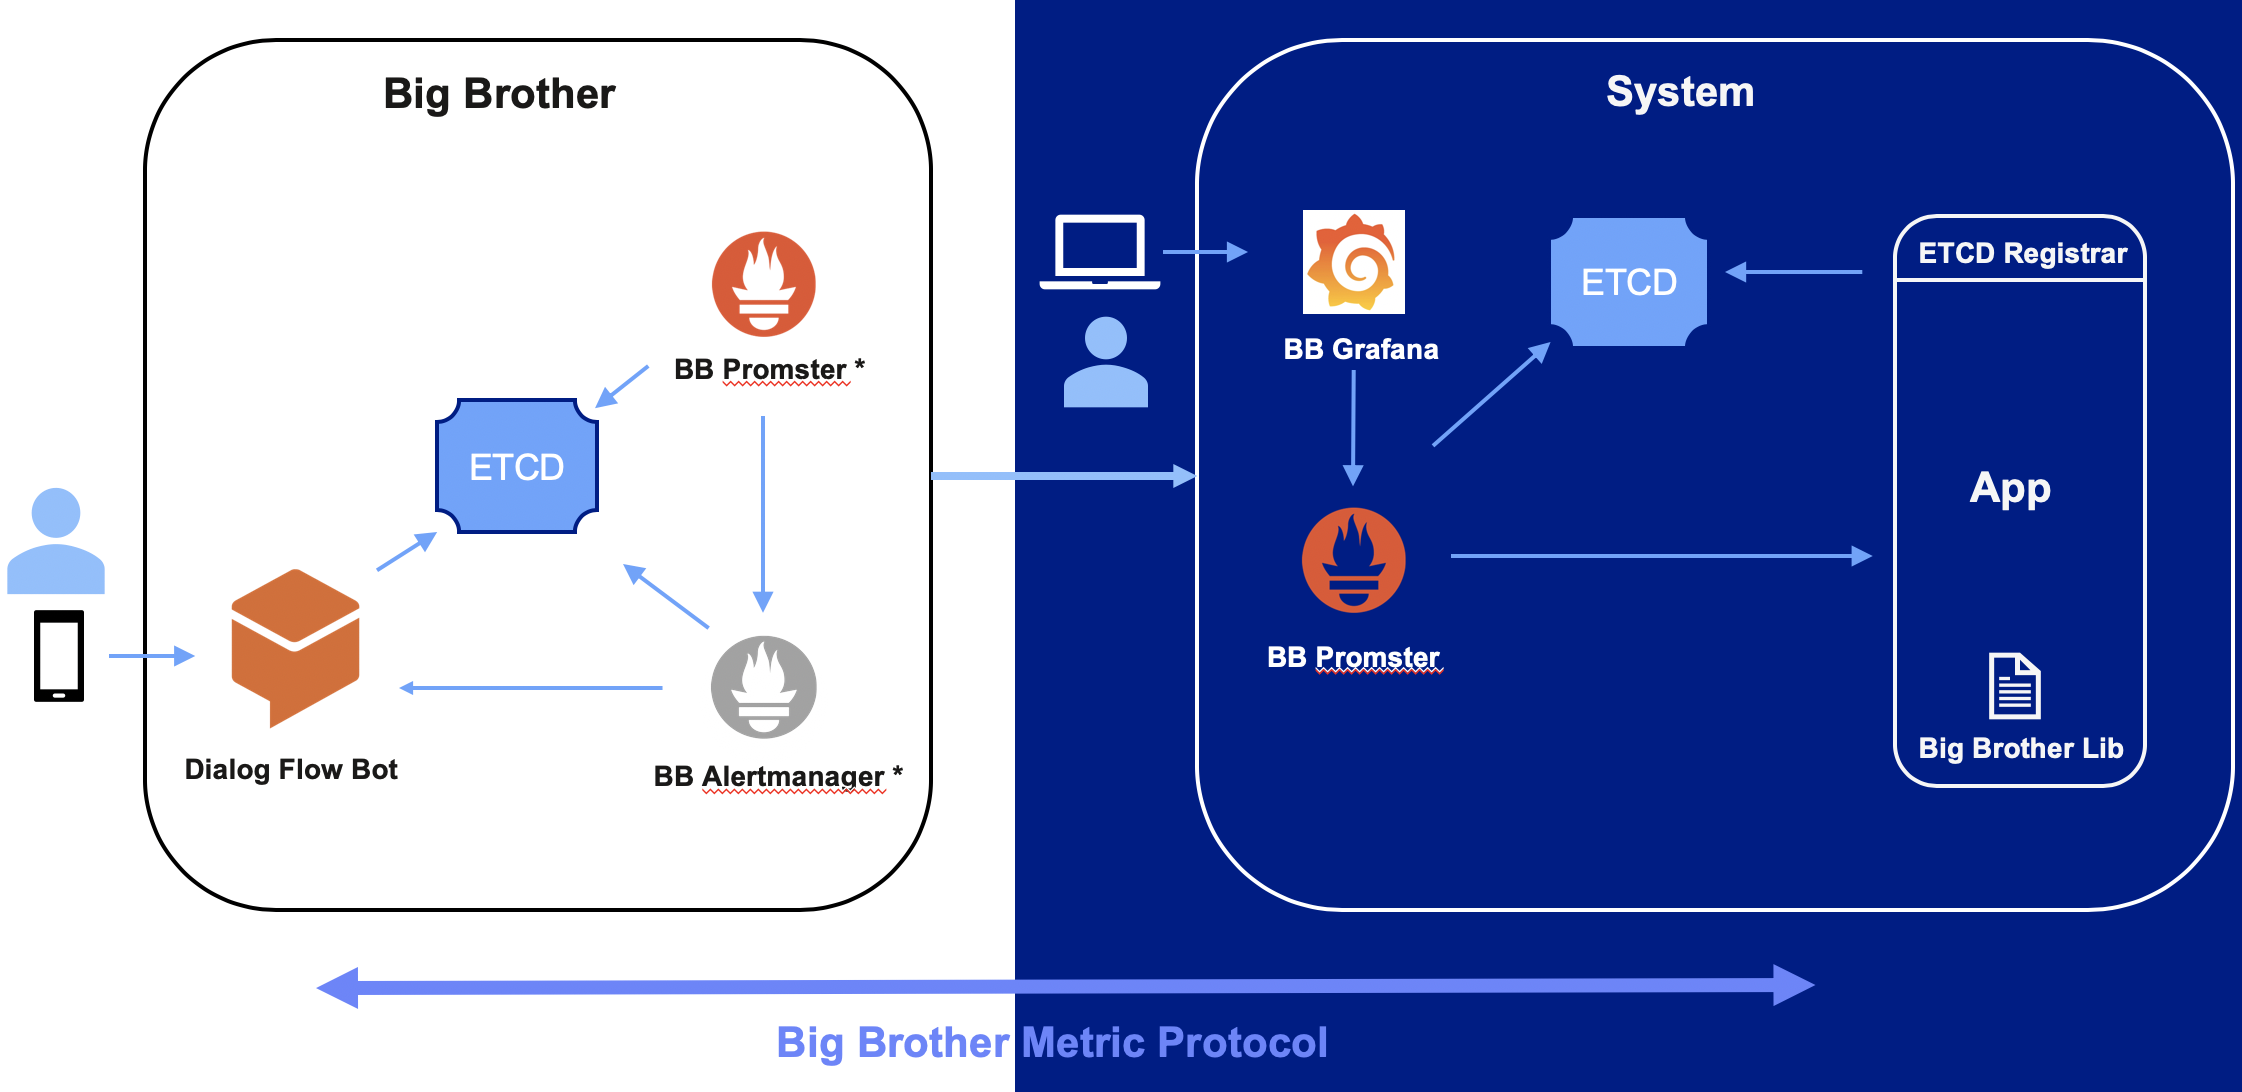 Big Brother
BB Promster *
ETCD
Dialog Flow Bot
BB Alertmanager *
System
BB Grafana
ETCD
ETCD Registrar
App
BB Promster
Big Brother Lib
Big Brother Metric Protocol